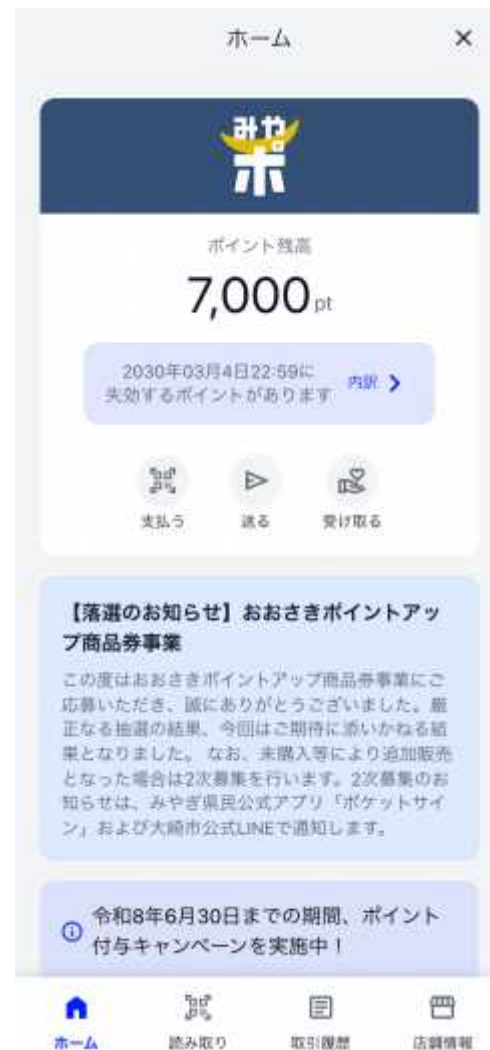 ホーム
みや
ポ
ポイント残高
7,000 pt
2030年03月4日22:59に
失効するポイントがあります
内訳
支払う
送る
受け取る
【落選のお知らせ】おおさきポイントアッ
プ商品券事業
この度はおおさきポイントアップ商品券事業にご
応募いただき、誠にありがとうございました。厳
正なる抽選の結果、今回はご期待に添いかねる結
果となりました。 なお、未購入等により追加販売
となった場合は2次募集を行います。2次募集のお
知らせは、みやぎ県民公式アプリ「ポケットサイ
ン」および大崎市公式LINEで通知します。
令和8年6月30日までの期間、ポイント
付与キャンペーンを実施中！
ホーム
読み取り
取引履歴
店舗情報